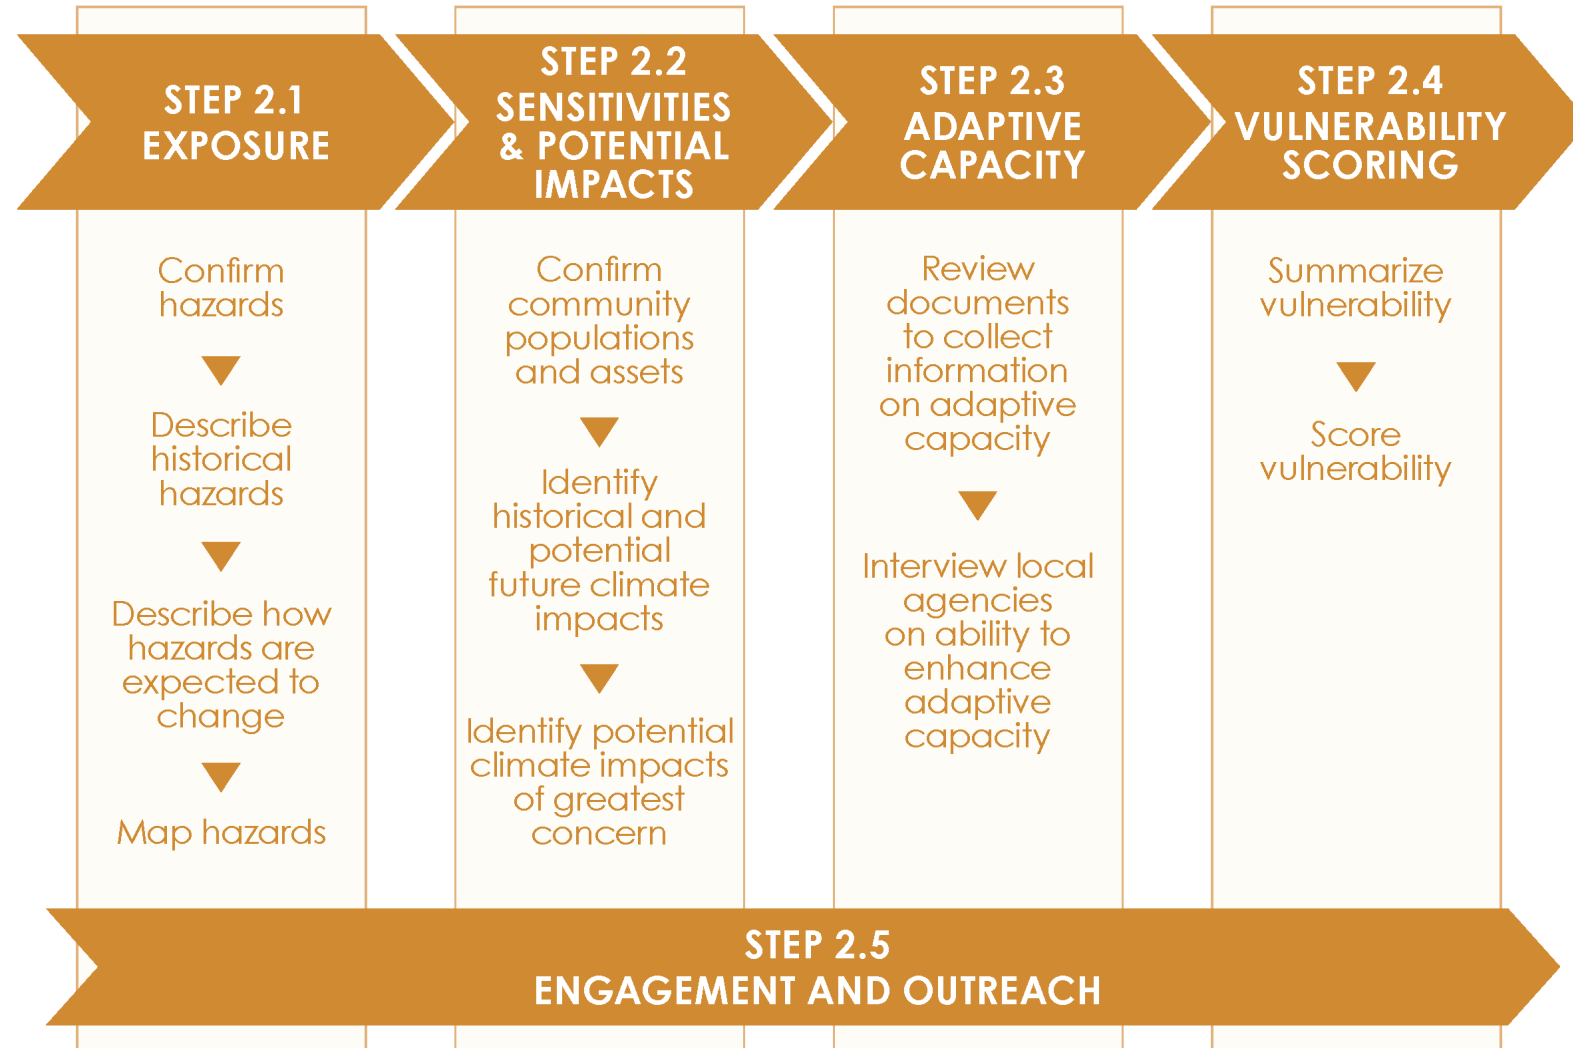 STEP 2.1
EXPOSURE
Confirm
hazards
Describe
historical
hazards
Describe how
hazards are
expected to
change
Map hazards
STEP 2.2
SENSITIVITIES
& POTENTIAL
IMPACTS
Confirm
community
populations
and assets
Identify
historical and
potential
future climate
impacts
Identify potential
climate impacts
of greatest
concern
STEP 2.3
ADAPTIVE
CAPACITY
Review
documents
to collect
information
on adaptive
capacity
Interview local
agencies
on ability to
enhance
adaptive
capacity
STEP 2.4
VULNERABILITY
SCORING
Summarize
vulnerability
Score
vulnerability
STEP 2.5
ENGAGEMENT AND OUTREACH